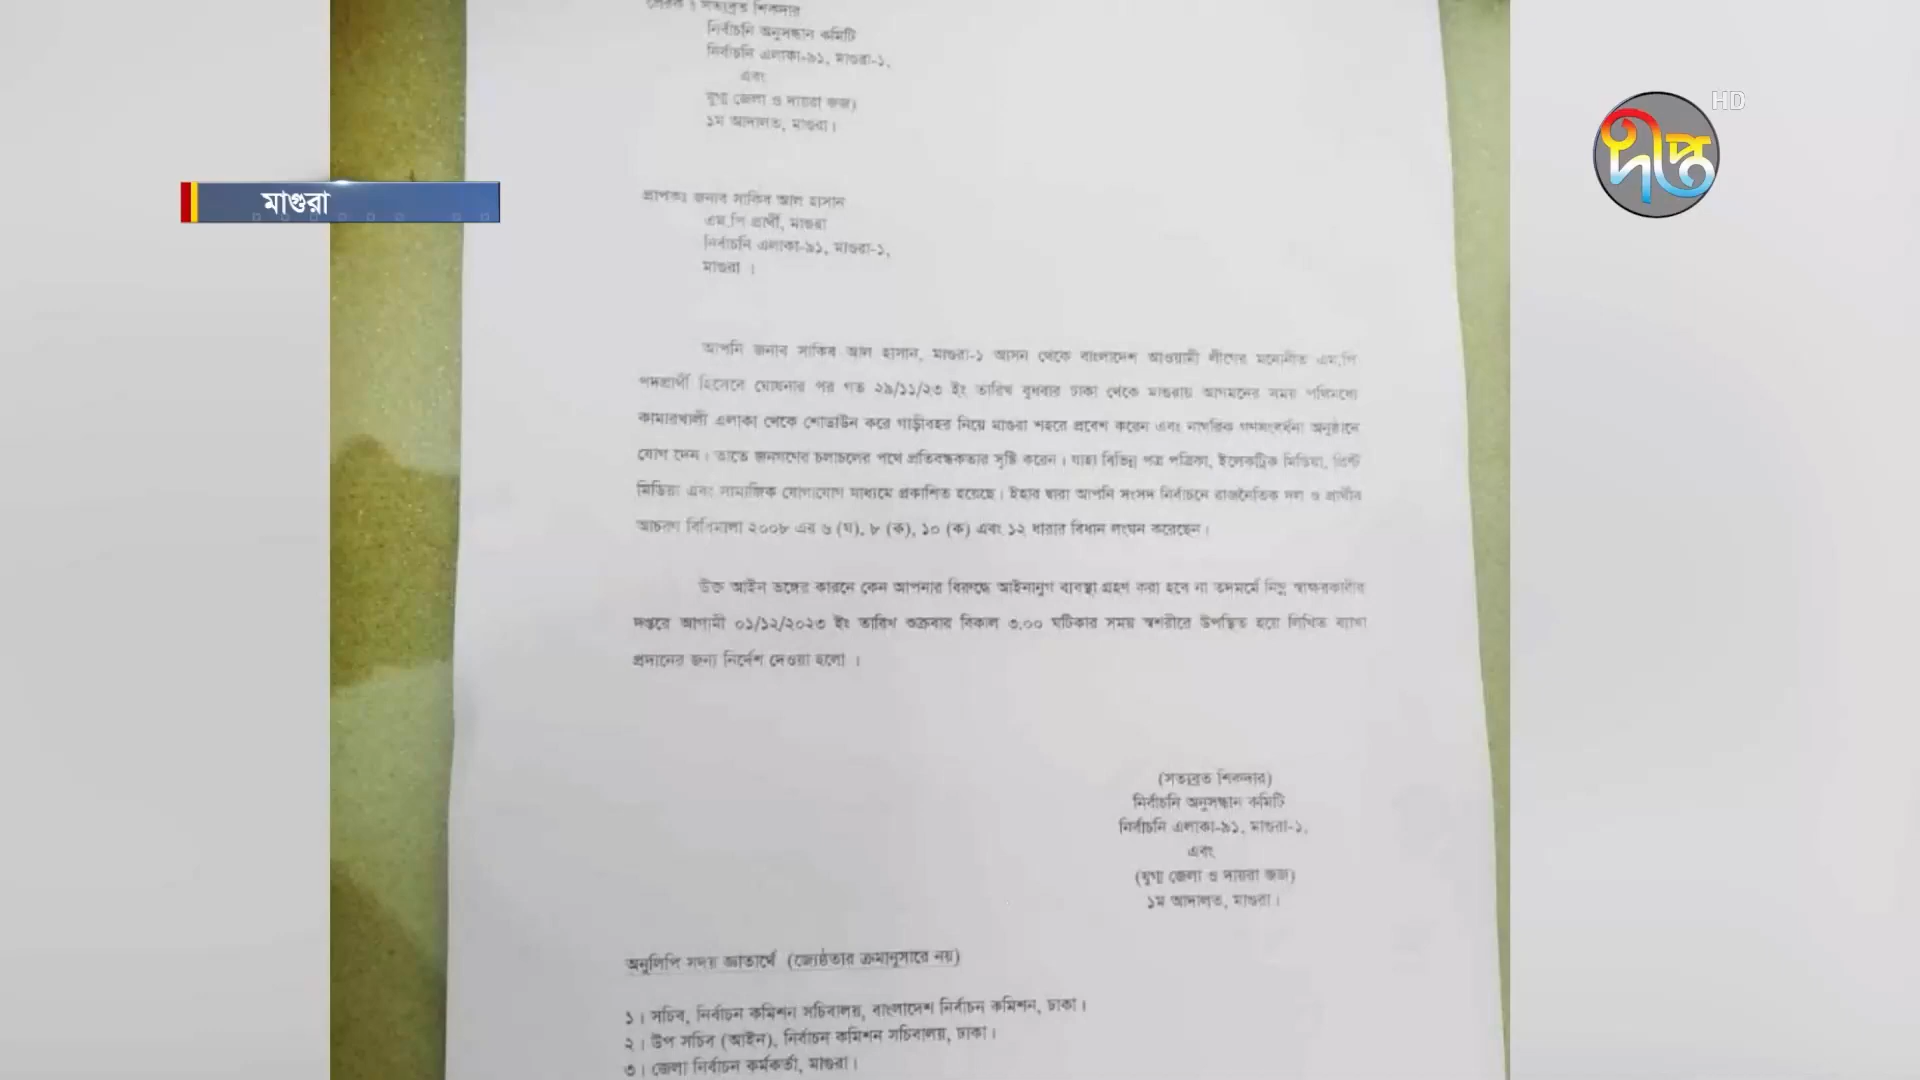 প্রেরক : সত্যব্রত শিকদার
নির্বাচনি অনুসন্ধান কমিটি
নির্বাচনি এলাকা-৯১, মাগুরা-১,
এবং
যুগ্ম জেলা ও দায়রা জজ)
১ম আদালত, মাগুরা।
HD
দীপ্ত
মাগুরা
প্রাপকঃ জনাব সাকিব আল হাসান
এম.পি প্রার্থী, মাগুরা
নির্বাচনি এলাকা-৯১, মাগুরা-১,
মাগুরা ।
আপনি জনাব সাকিব আল হাসান, মাগুরা-১ আসন থেকে বাংলাদেশ আওয়ামী লীগের মনোনীত এম.পি
পদপ্রার্থী হিসেবে ঘোষনার পর গত ২৯/১১/২৩ ইং তারিখ বুধবার ঢাকা থেকে মাগুরায় আগমনের সময় পথিমধ্যে
কামারখালী এলাকা থেকে শোডাউন করে গাড়ীবহর নিয়ে মাগুরা শহরে প্রবেশ করেন এবং নাগরিক গণসংবর্ধনা অনুষ্ঠানে
যোগ দেন। তাতে জনগণের চলাচলের পথে প্রতিবন্ধকতার সৃষ্টি করেন। যাহা বিভিন্ন পত্র পত্রিকা, ইলেকট্রিক মিডিয়া, প্রিন্ট
মিডিয়া এবং সামাজিক যোগাযোগ মাধ্যমে প্রকাশিত হয়েছে। ইহার দ্বারা আপনি সংসদ নির্বাচনে রাজনৈতিক দল ও প্রার্থীর
আচরণ বিধিমালা ২০০৮ এর ৬ (ঘ), ৮ (ক), ১০ (ক) এবং ১২ ধারার বিধান লংঘন করেছেন।
উক্ত আইন ভঙ্গের কারনে কেন আপনার বিরুদ্ধে আইনানুগ ব্যবস্থা গ্রহণ করা হবে না তদমর্মে নিম্ন স্বাক্ষরকারীর
দপ্তরে আগামী ০১/১২/২০২৩ ইং তারিখ শুক্রবার বিকাল ৩.০০ ঘটিকার সময় স্বশরীরে উপস্থিত হয়ে লিখিত ব্যাখা
প্রদানের জন্য নির্দেশ দেওয়া হলো ।
(সত্যব্রত শিকদার)
নির্বাচনি অনুসন্ধান কমিটি
নির্বাচনি এলাকা-৯১, মাগুরা-১,
এবং
(যুগ্ম জেলা ও দায়রা জজ)
১ম আদালত, মাগুরা।
অনুলিপি সদয় জ্ঞাতার্থে (জ্যেষ্ঠতার ক্রমানুসারে নয়)
১। সচিব, নির্বাচন কমিশন সচিবালয়, বাংলাদেশ নির্বাচন কমিশন, ঢাকা।
২। উপ সচিব (আইন), নির্বাচন কমিশন সচিবালয়, ঢাকা।
৩। জেলা নির্বাচন কর্মকর্তা, মাগুরা।